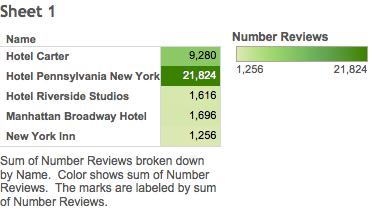 Sheet 1
Name
Hotel Carter 9,280
Hotel Pennsylvania New York 21,824
Hotel Riverside Studios 1,616
Manhattan Broadway Hotel 1,696
New York Inn 1,256
Sum of Number Reviews broken down
by Name. Color shows sum of Number
Reviews. The marks are labeled by sum
of Number Reviews.
Number Reviews
1,256 21,824